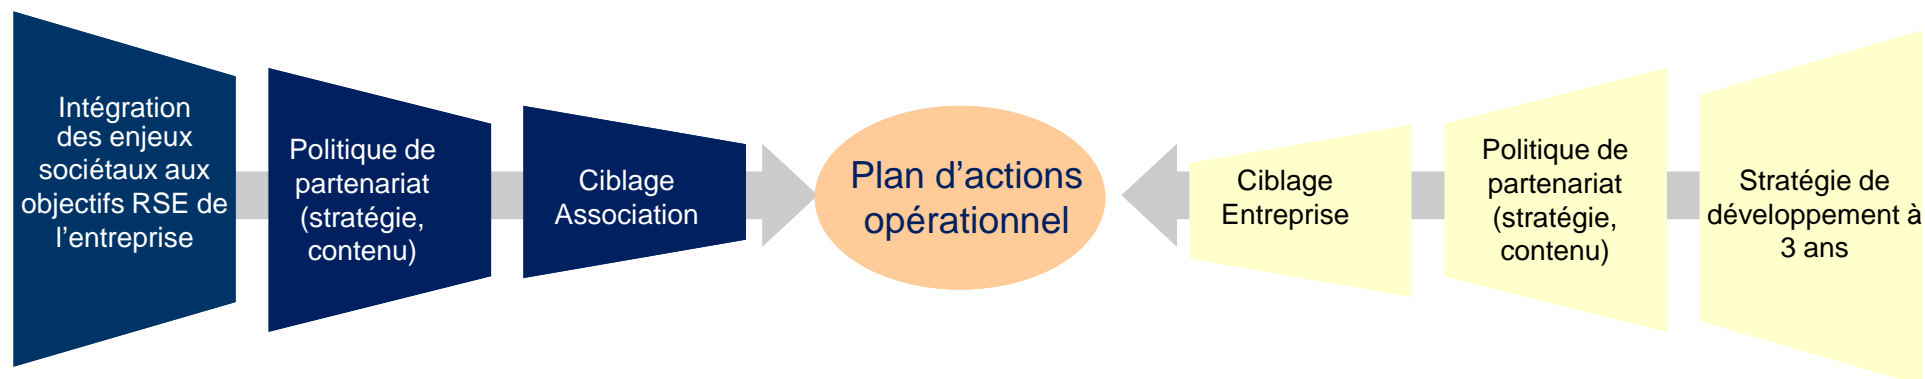 Intégration
des enjeux
sociétaux aux
objectifs RSE de
l’entreprise
Politique de
partenariat
(stratégie,
contenu)
Ciblage
Association
Plan d’actions
opérationnel
Ciblage
Entreprise
Politique de
partenariat
(stratégie,
contenu)
Stratégie de
développement à
3 ans